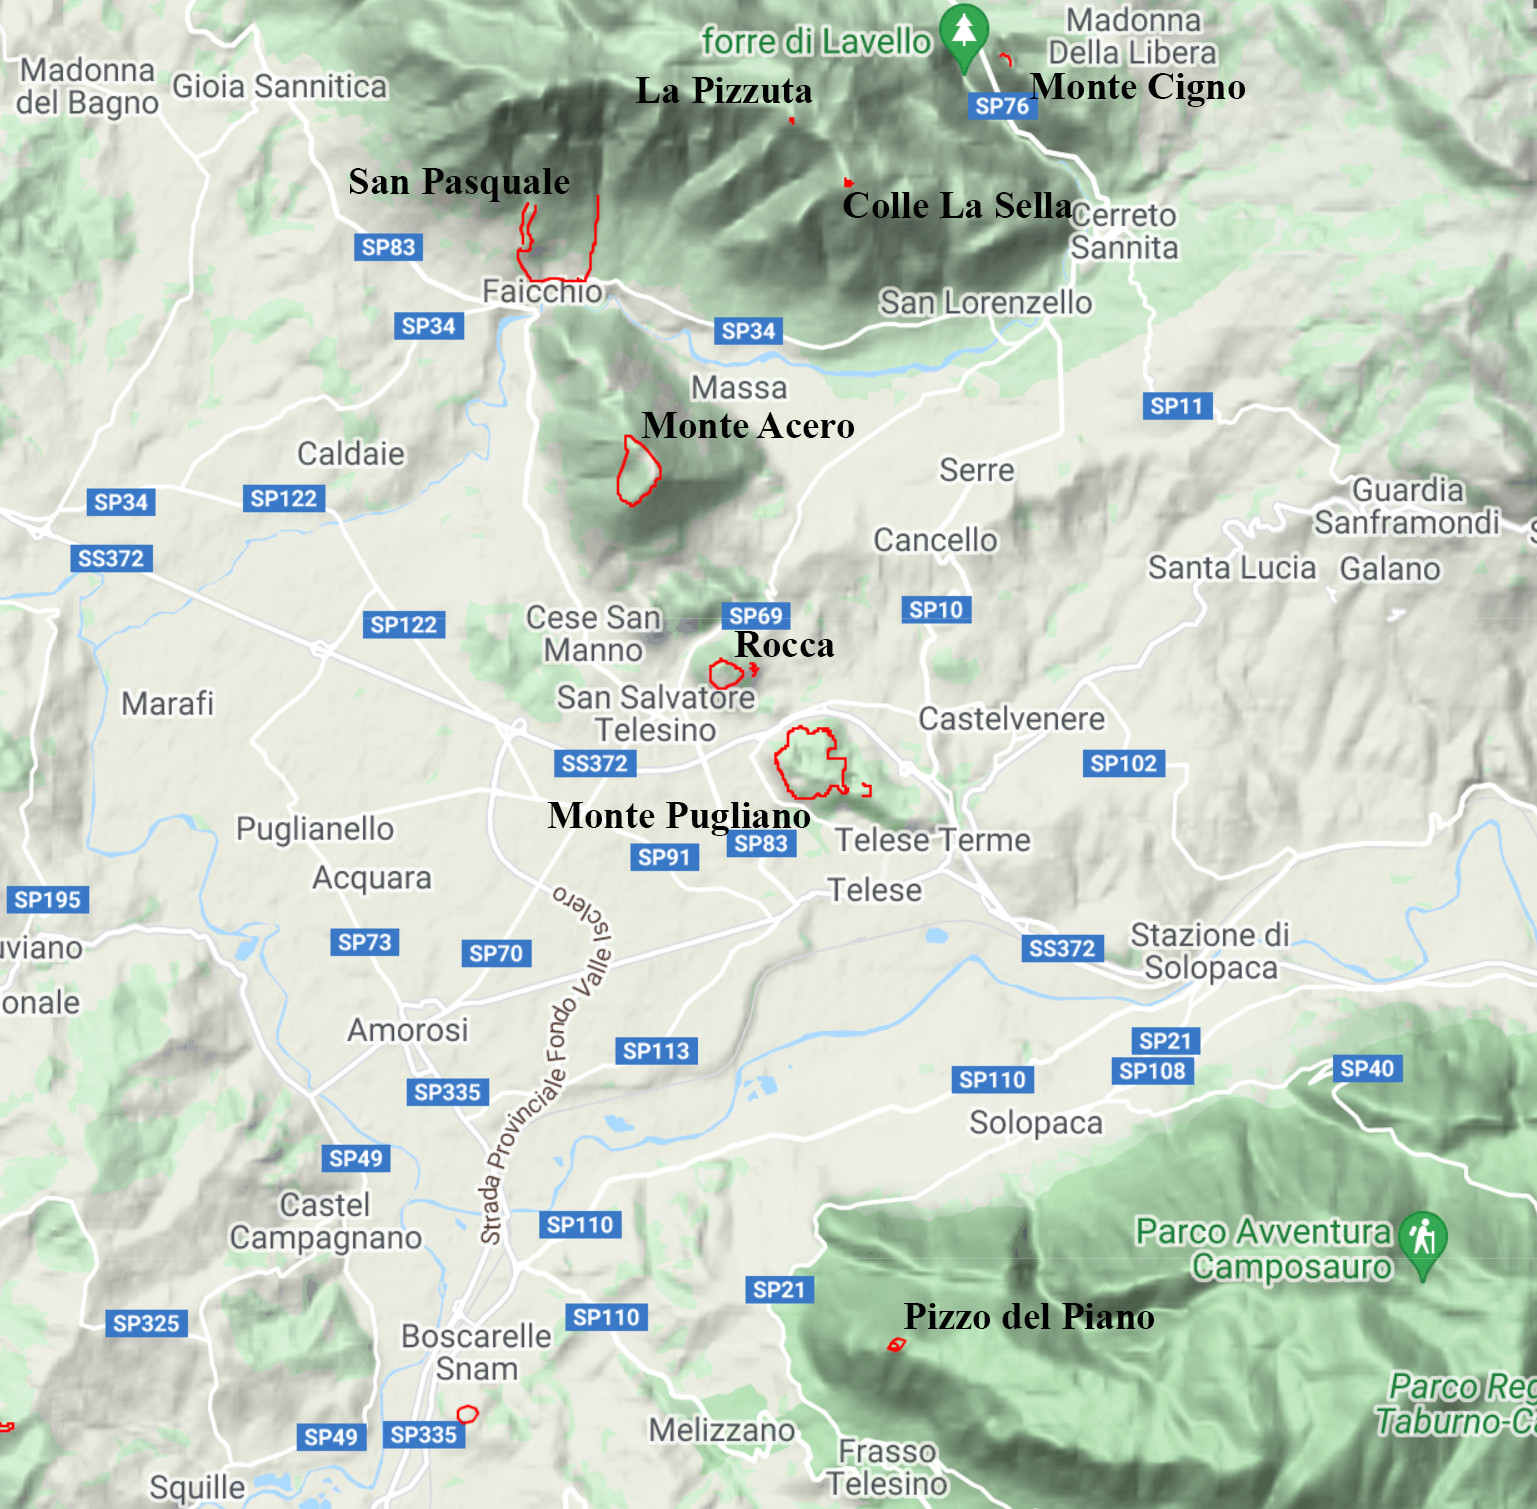 Madonna
Della Libera
forre di Lavello
Madonna
del Bagno
Gioia Sannitica
La Pizzuta
Monte Cigno
SP76
San Pasquale
Colle La Sella
Cerreto
Sannita
SP83
Faicchio
San Lorenzello
SP34
SP34
Massa
SP11
Monte Acero
Caldaie
Serre
SP34
SP122
Guardia
Sanframondi
Cancello
SS372
Santa Lucia
Galano
SP122
Cese San
Manno
SP69
SP10
Rocca
Marafi
San Salvatore
Telesino
Castelvenere
SS372
SP102
Monte Pugliano
Puglianello
SP91
SP83
Telese Terme
Acquara
Telese
SP195
Strada Provinciale Fondo Valle Isclero
uviano
SP73
SP70
SS372
Stazione di
Solopaca
onale
Amorosi
SP113
SP21
SP335
SP110
SP108
SP40
Solopaca
SP49
Castel
Campagnano
SP110
Parco Avventura
Camposauro
SP21
SP325
SP110
Pizzo del Piano
Boscarelle
Snam
Parco Reg
Taburno-Ca
SP49
SP335
Melizzano
Frasso
Telesino
Squille